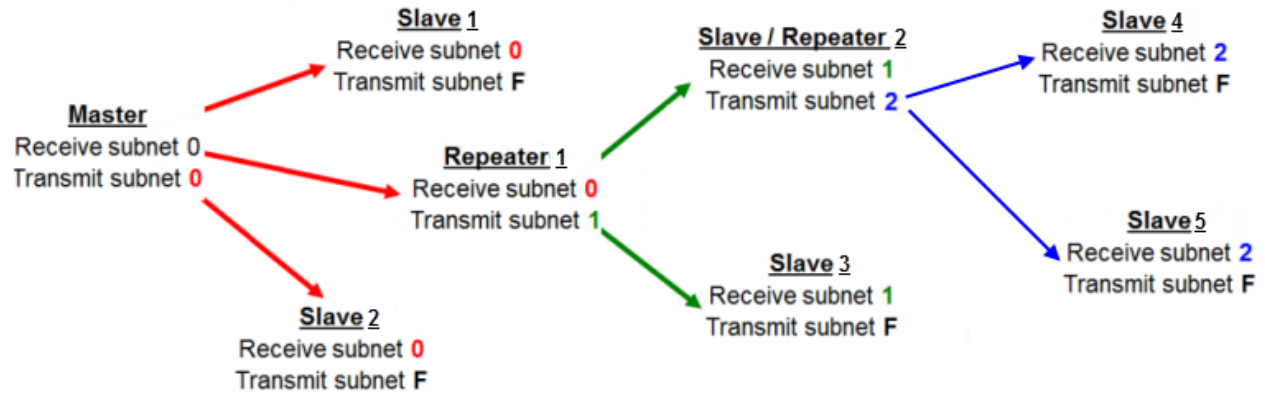 Slave 1
Receive subnet 0
Transmit subnet F
Master
Receive subnet 0
Transmit subnet 0
Slave 2
Receive subnet 0
Transmit subnet F
Repeater 1
Receive subnet 0
Transmit subnet 1
Slave / Repeater 2
Receive subnet 1
Transmit subnet 2
Slave 3
Receive subnet 1
Transmit subnet F
Slave 4
Receive subnet 2
Transmit subnet F
Slave 5
Receive subnet 2
Transmit subnet F